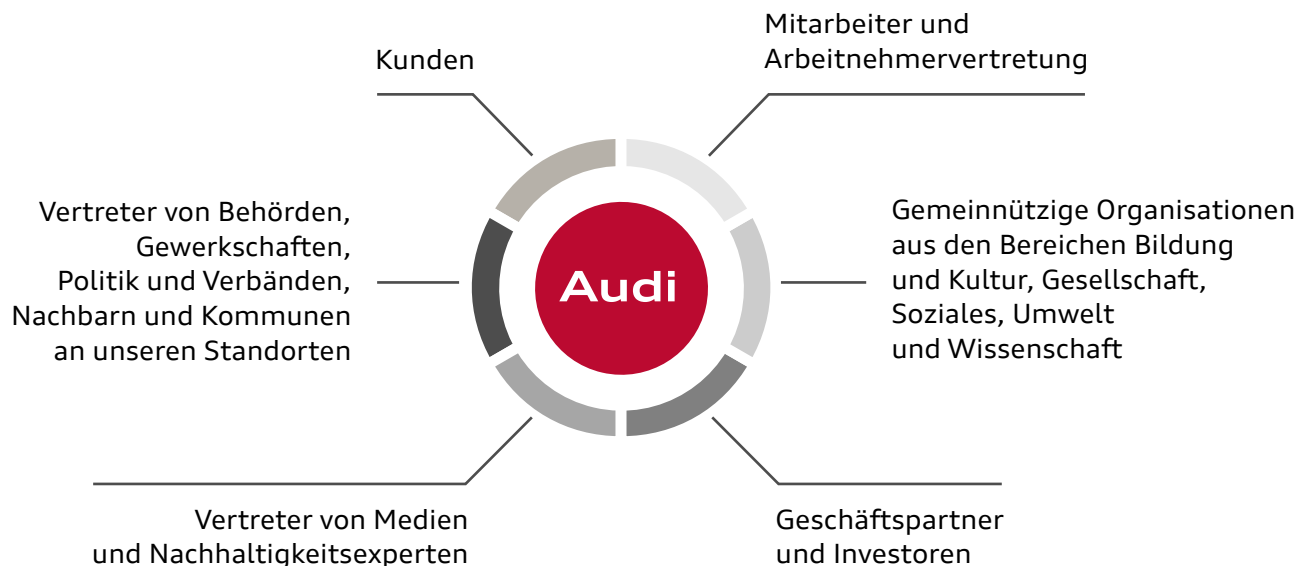 Kunden
Mitarbeiter und
Arbeitnehmervertretung
Vertreter von Behörden,
Gewerkschaften,
Politik und Verbänden,
Nachbarn und Kommunen
an unseren Standorten
Audi
Gemeinnützige Organisationen
aus den Bereichen Bildung
und Kultur, Gesellschaft,
Soziales, Umwelt
und Wissenschaft
Vertreter von Medien
und Nachhaltigkeitsexperten
Geschäftspartner
und Investoren